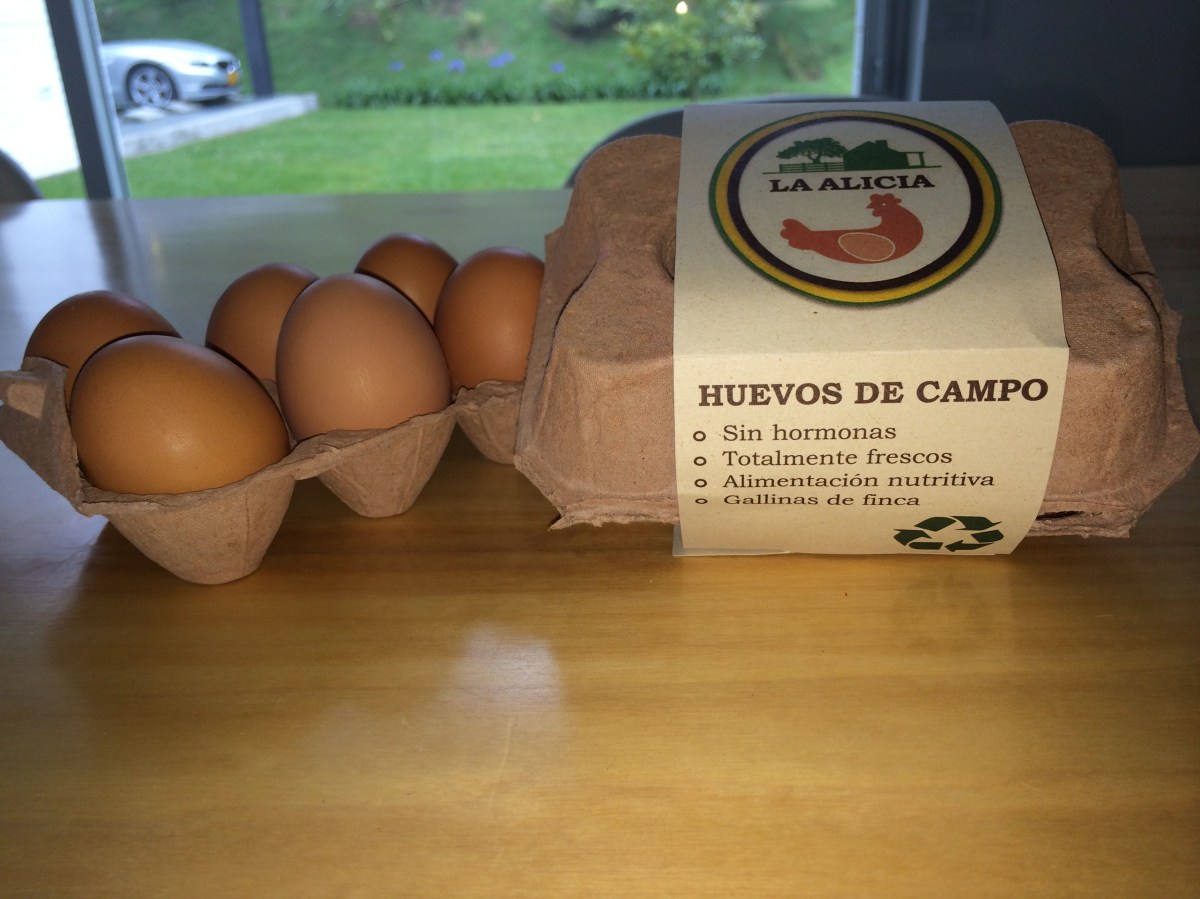 LA ALICIA
HUEVOS DE CAMPO
Sin hormonas
Totalmente frescos
Alimentación nutritiva
Gallinas de finca